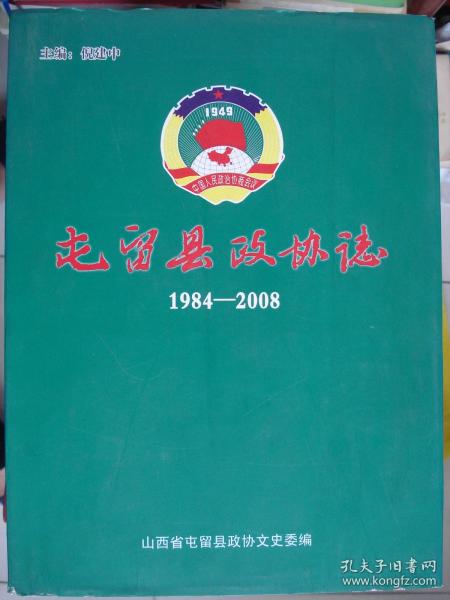 主编：倪建中
1949
中国人民政治协商会议
屯留县政协誌
1984—2008
山西省屯留县政协文史委编
孔夫子旧书网
www.kongfz.com